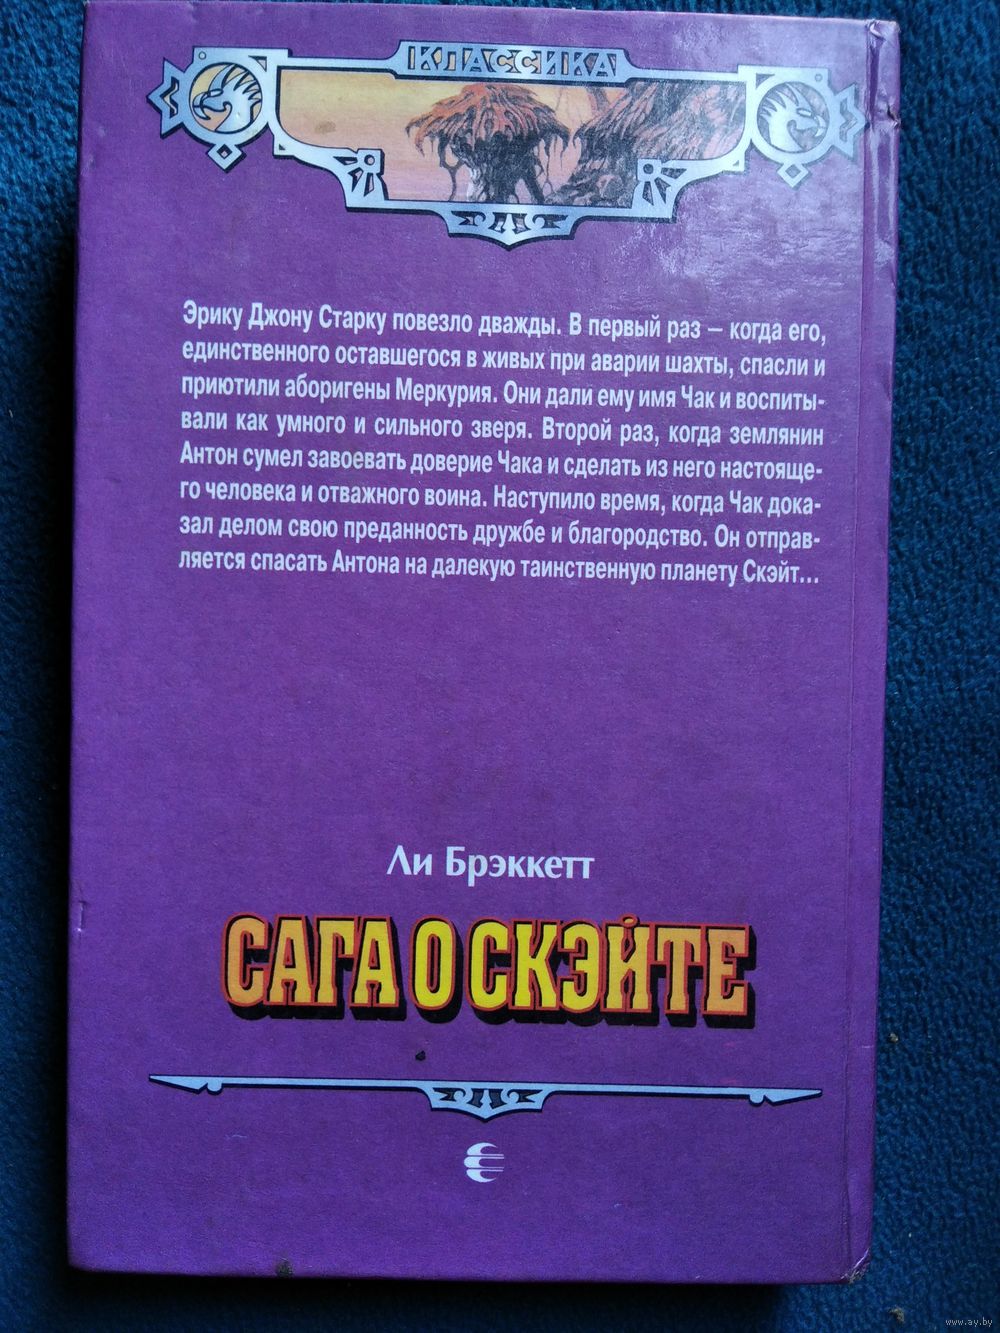 КЛАССИКА
Эрику Джону Старку повезло дважды. В первый раз – когда его,
единственного оставшегося в живых при аварии шахты, спасли и
приютили аборигены Меркурия. Они дали ему имя Чак и воспиты-
вали как умного и сильного зверя. Второй раз, когда землянин
Антон сумел завоевать доверие Чака и сделать из него настояще-
го человека и отважного воина. Наступило время, когда Чак дока-
зал делом свою преданность дружбе и благородство. Он отправ-
ляется спасать Антона на далекую таинственную планету Скэйт...
Ли Брэккетт
САГА О СКЭЙТЕ
www.ay.by